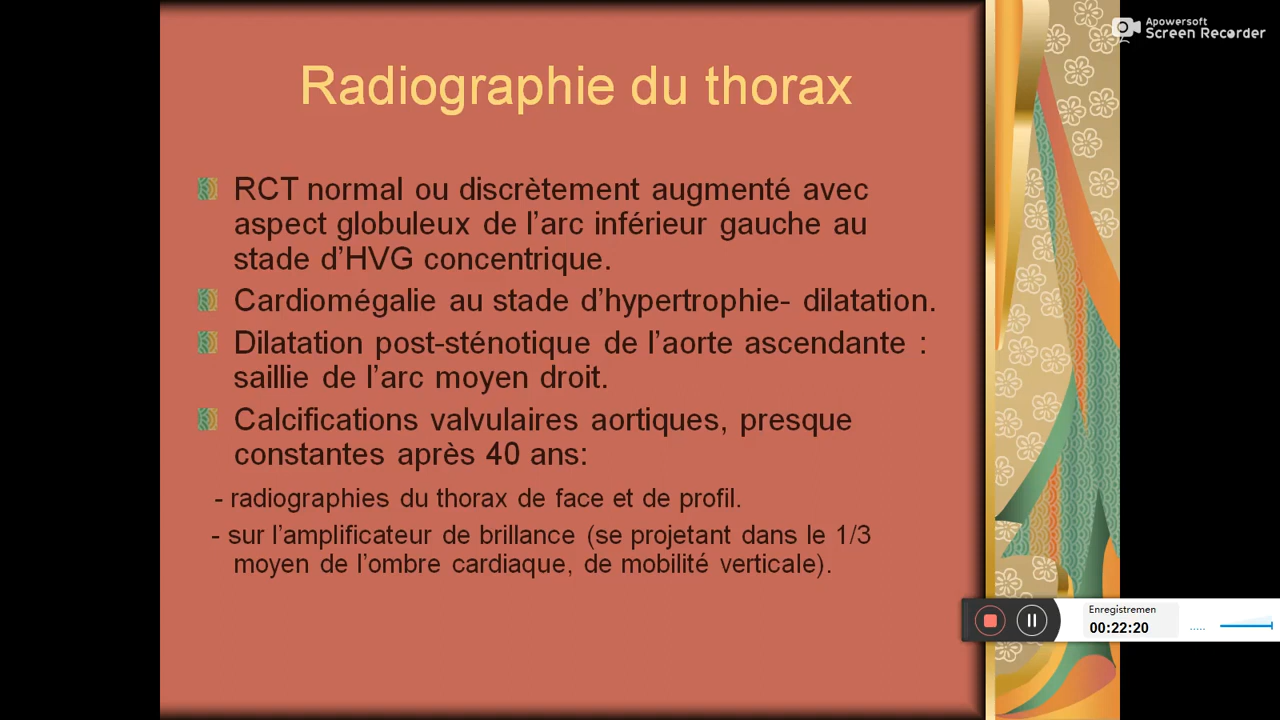 Apowersoft
Screen Recorder
Radiographie du thorax
RCT normal ou discrètement augmenté avec
aspect globuleux de l’arc inférieur gauche au
stade d’HVG concentrique.
Cardiomégalie au stade d’hypertrophie- dilatation.
Dilatation post-sténotique de l’aorte ascendante :
saillie de l’arc moyen droit.
Calcifications valvulaires aortiques, presque
constantes après 40 ans:
- radiographies du thorax de face et de profil.
- sur l’amplificateur de brillance (se projetant dans le 1/3
moyen de l’ombre cardiaque, de mobilité verticale).
Enregistremen
00:22:20